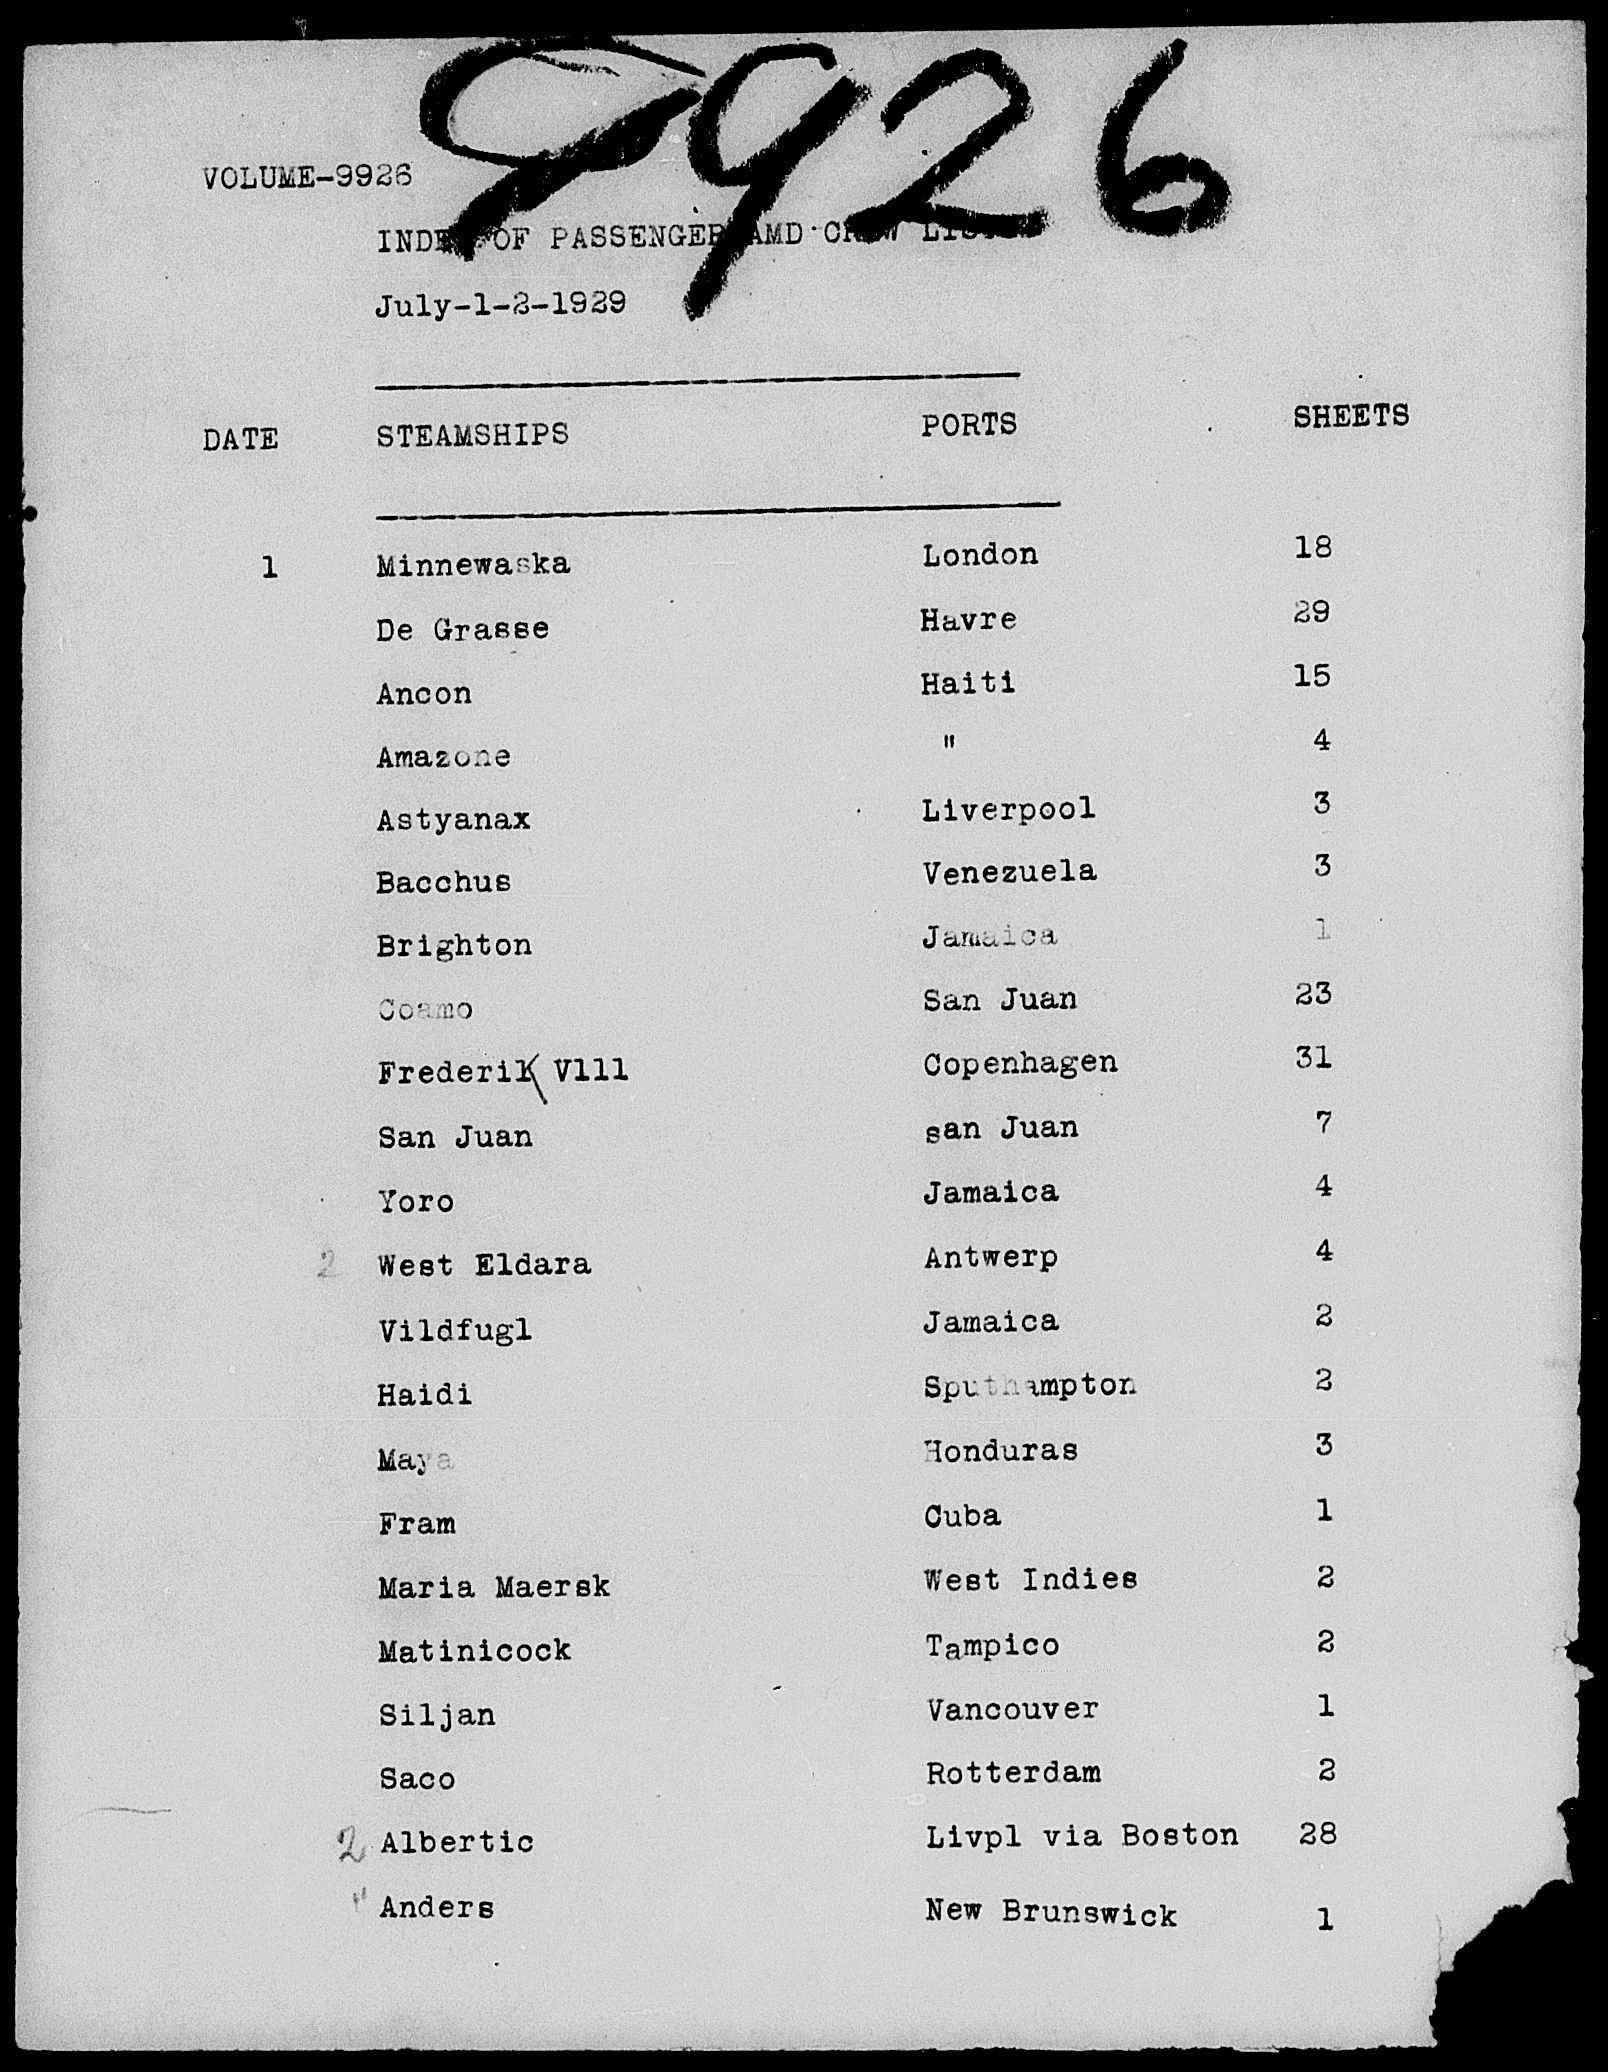 9926
VOLUME-9926
INDEX OF PASSENGER AMD CREW LISTS
July-1-2-1929
DATE STEAMSHIPS PORTS SHEETS
1 Minnewaska London 18
De Grasse Havre 29
Ancon Haiti 15
Amazone " 4
Astyanax Liverpool 3
Bacchus Venezuela 3
Brighton Jamaica 1
Coamo San Juan 23
Frederik V111 Copenhagen 31
San Juan san Juan 7
Yoro Jamaica 4
2 West Eldara Antwerp 4
Vildfugl Jamaica 2
Haidi Sputhampton 2
Maya Honduras 3
Fram Cuba 1
Maria Maersk West Indies 2
Matinicock Tampico 2
Siljan Vancouver 1
Saco Rotterdam 2
2 Albertic Livpl via Boston 28
" Anders New Brunswick 1